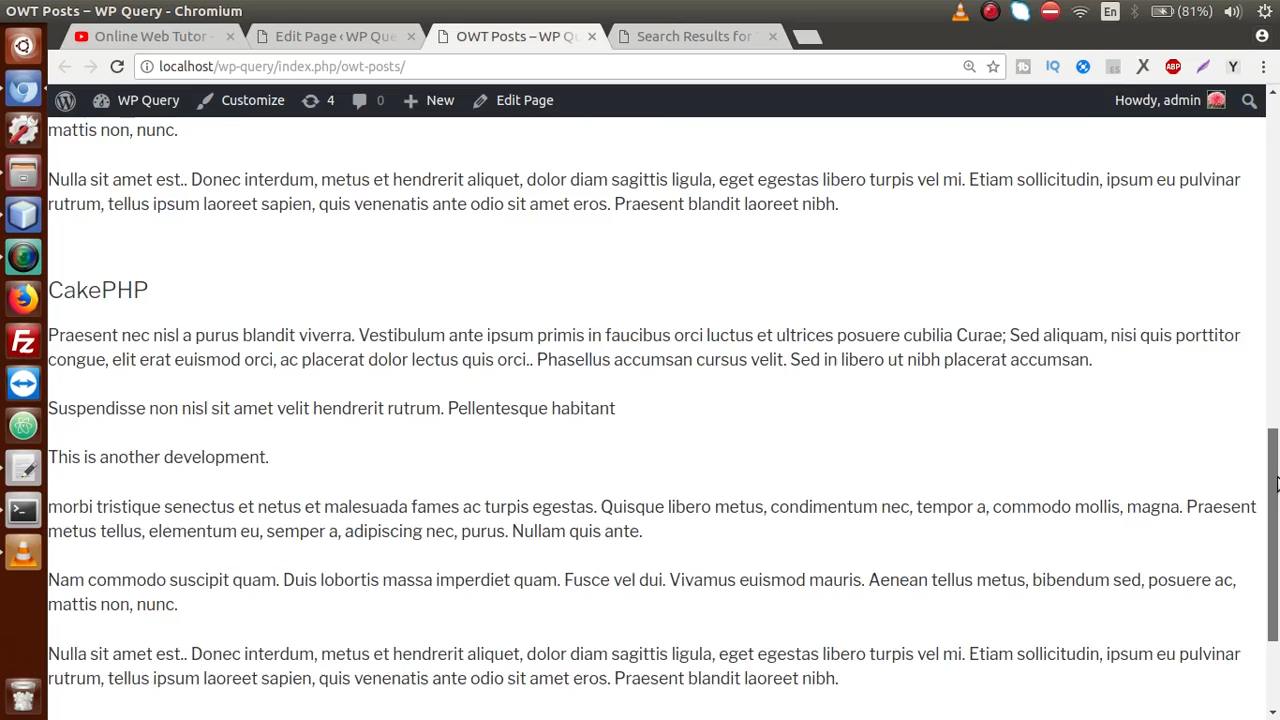 OWT Posts – WP Query - Chromium
En
(81%)
Online Web Tutor -
Edit Page ‹ WP Que
OWT Posts – WP Qu
Search Results for
localhost/wp-query/index.php/owt-posts/
fb
IQ
ES
X
ABP
Y
WP Query
Customize
4
0
New
Edit Page
Howdy, admin
mattis non, nunc.
Nulla sit amet est.. Donec interdum, metus et hendrerit aliquet, dolor diam sagittis ligula, eget egestas libero turpis vel mi. Etiam sollicitudin, ipsum eu pulvinar
rutrum, tellus ipsum laoreet sapien, quis venenatis ante odio sit amet eros. Praesent blandit laoreet nibh.
CakePHP
Praesent nec nisl a purus blandit viverra. Vestibulum ante ipsum primis in faucibus orci luctus et ultrices posuere cubilia Curae; Sed aliquam, nisi quis porttitor
congue, elit erat euismod orci, ac placerat dolor lectus quis orci.. Phasellus accumsan cursus velit. Sed in libero ut nibh placerat accumsan.
Suspendisse non nisl sit amet velit hendrerit rutrum. Pellentesque habitant
This is another development.
morbi tristique senectus et netus et malesuada fames ac turpis egestas. Quisque libero metus, condimentum nec, tempor a, commodo mollis, magna. Praesent
metus tellus, elementum eu, semper a, adipiscing nec, purus. Nullam quis ante.
Nam commodo suscipit quam. Duis lobortis massa imperdiet quam. Fusce vel dui. Vivamus euismod mauris. Aenean tellus metus, bibendum sed, posuere ac,
mattis non, nunc.
Nulla sit amet est.. Donec interdum, metus et hendrerit aliquet, dolor diam sagittis ligula, eget egestas libero turpis vel mi. Etiam sollicitudin, ipsum eu pulvinar
rutrum, tellus ipsum laoreet sapien, quis venenatis ante odio sit amet eros. Praesent blandit laoreet nibh.